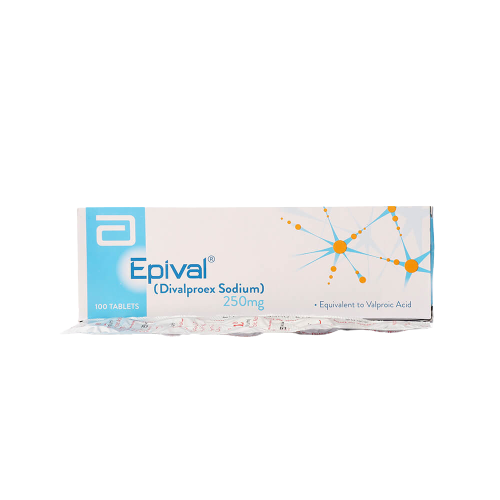 Epival®
(Divalproex Sodium)
250mg
100 TABLETS
• Equivalent to Valproic Acid